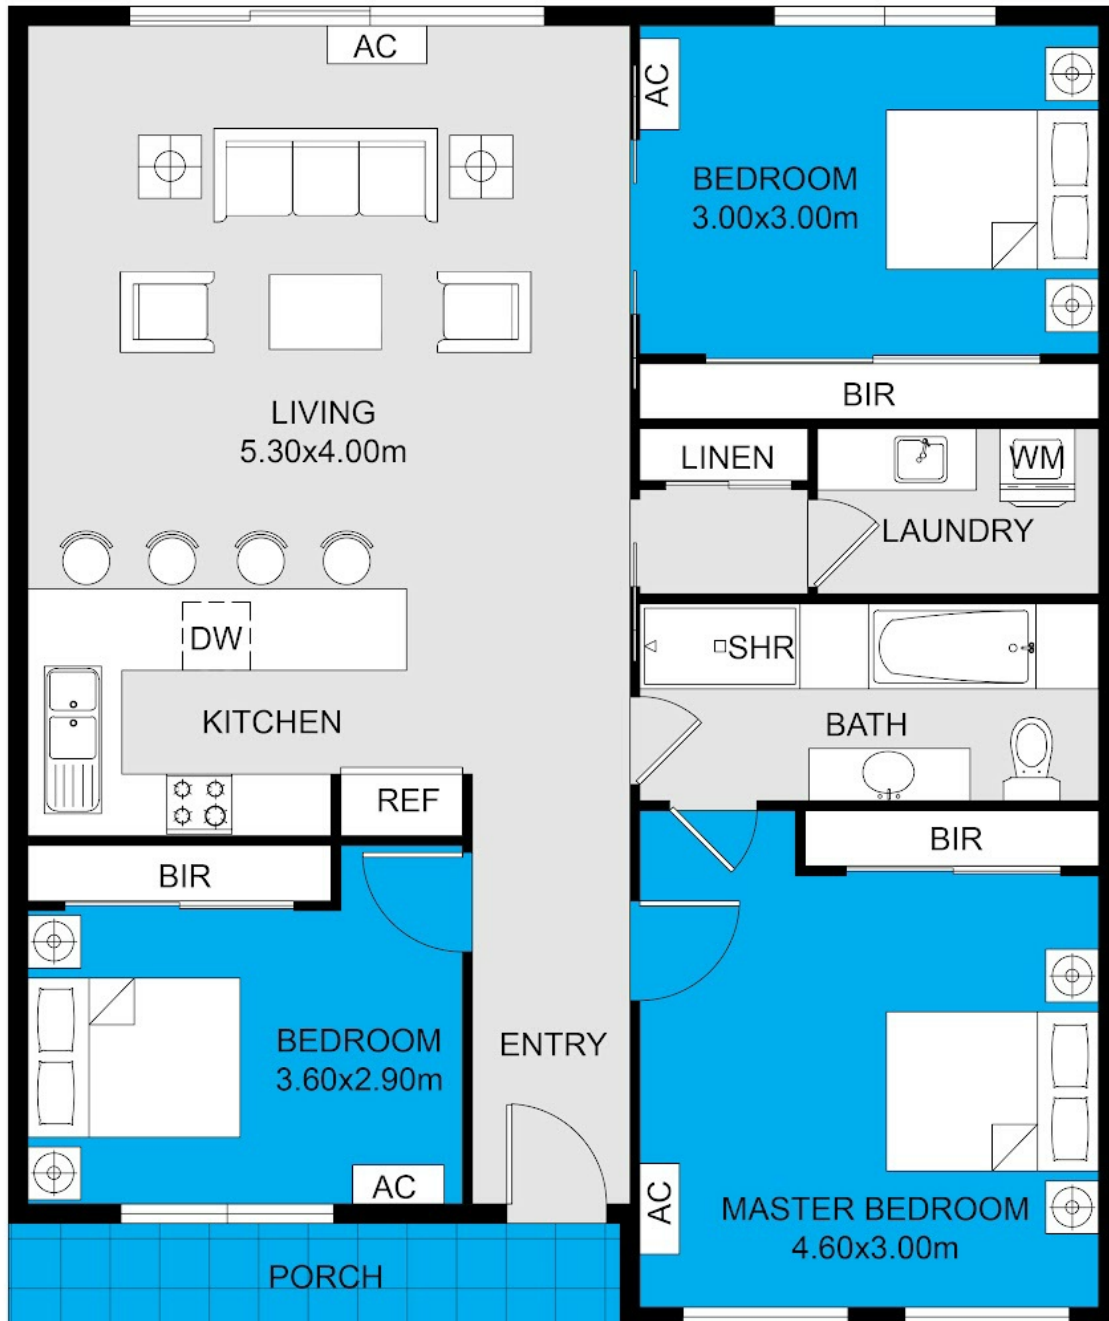 AC
AC
BEDROOM
3.00x3.00m
BIR
LIVING
5.30x4.00m
LINEN
WM
LAUNDRY
DW
SHR
KITCHEN
BATH
REF
BIR
BIR
BEDROOM
3.60x2.90m
ENTRY
AC
AC
MASTER BEDROOM
4.60x3.00m
PORCH